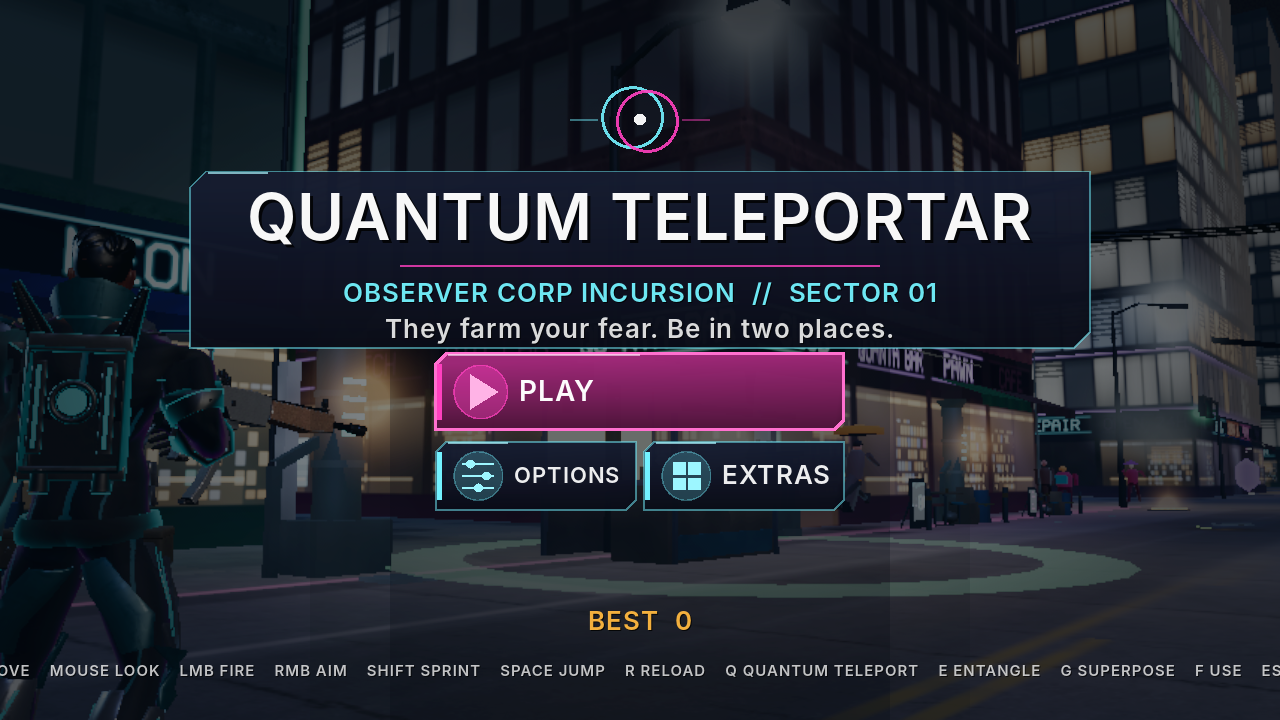 QUANTUM TELEPORTAR
OBSERVER CORP INCURSION // SECTOR 01
They farm your fear. Be in two places.
PAWN
PLAY
EPAIR
OPTIONS
EXTRAS
BEST 0
OVE MOUSE LOOK LMB FIRE RMB AIM SHIFT SPRINT SPACE JUMP R RELOAD Q QUANTUM TELEPORT E ENTANGLE G SUPERPOSE F USE ES